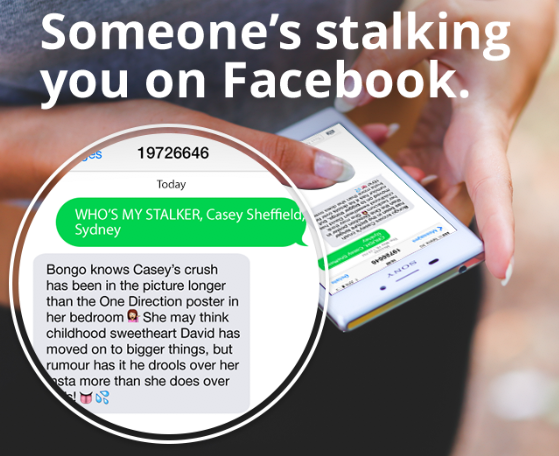 Someone's stalking
you on Facebook.
19726646
Today
WHO'S MY STALKER, Casey Sheffield,
Sydney
Bongo knows Casey's crush
has been in the picture longer
than the One Direction poster in
her bedroom 💆🏻‍♀️ She may think
childhood sweetheart David has
moved on to bigger things, but
rumour has it he drools over her
insta more than she does over
👅💦
SONY